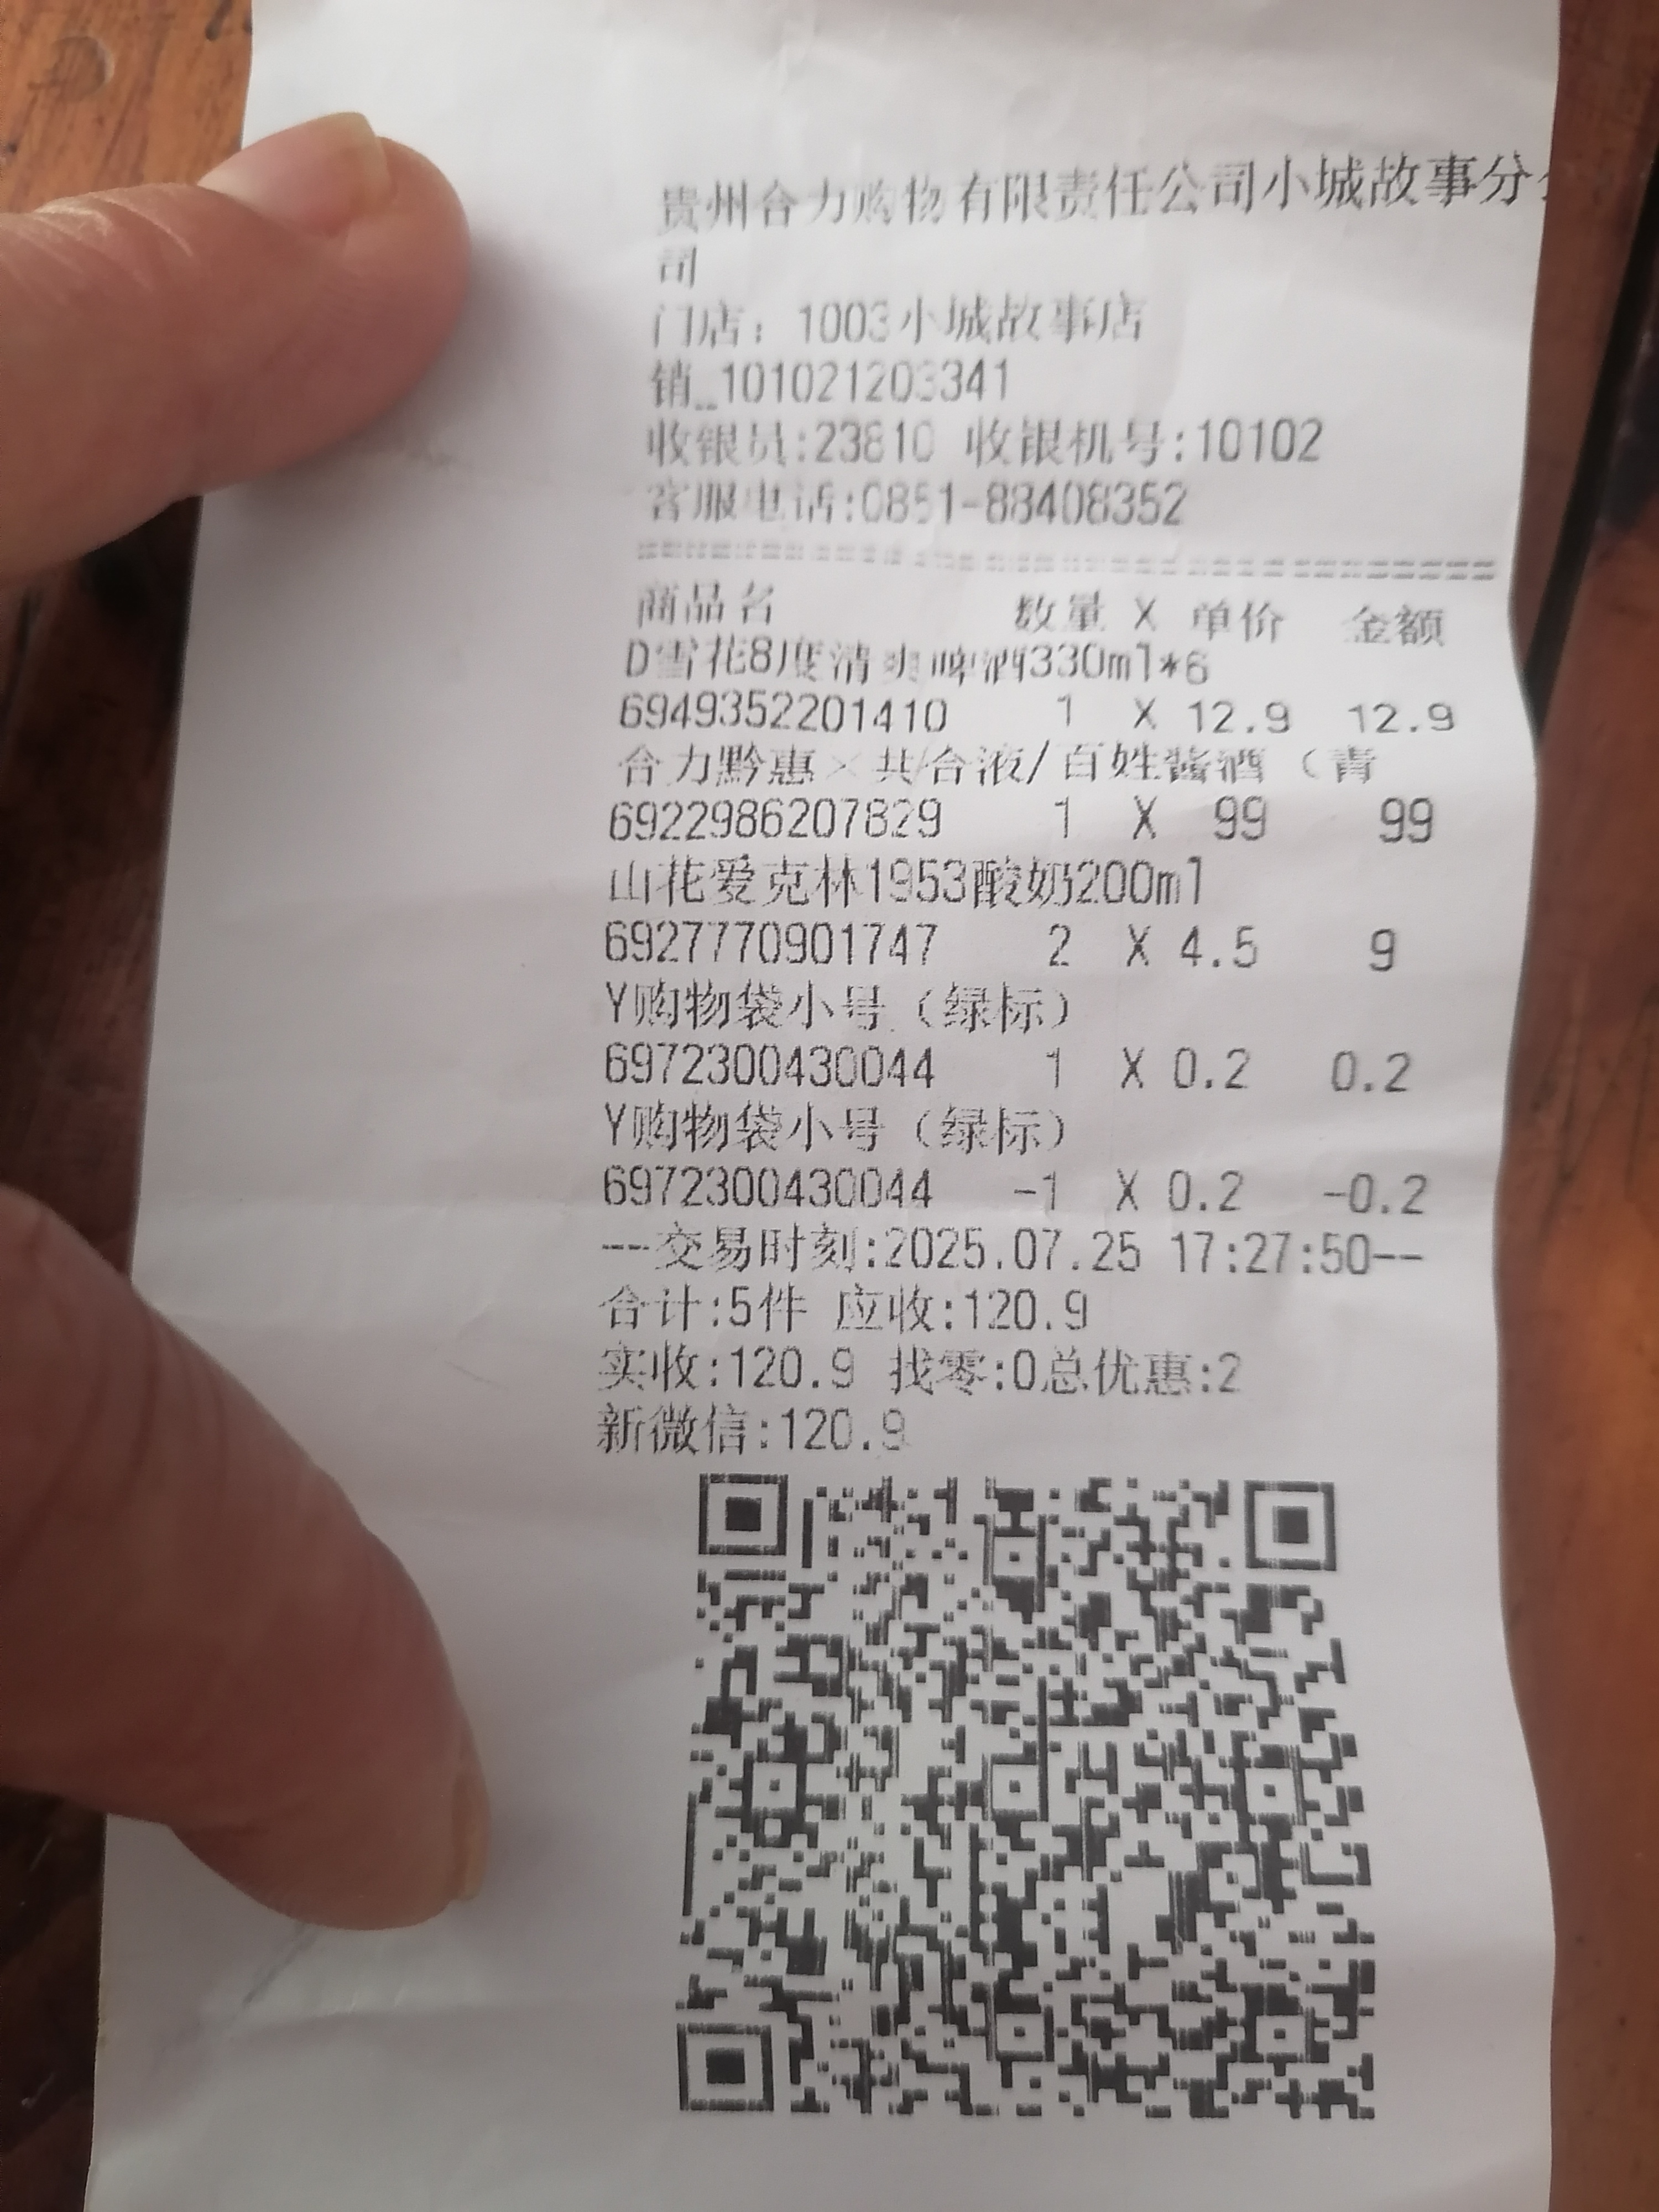 贵州合力购物有限责任公司小城故事分
司
门店：1003小城故事店
销_101021203341
收银员:23810 收银机号:10102
客服电话:0851-88408352
商品名 数量 X 单价 金额
D雪花8度清爽啤酒330ml*6
6949352201410 1 X 12.9 12.9
合力黔惠×共/合液/百姓酱酒（青
6922986207829 1 X 99 99
山花爱克林1953酸奶200ml
6927770901747 2 X 4.5 9
Y购物袋小号（绿标）
6972300430044 1 X 0.2 0.2
Y购物袋小号（绿标）
6972300430044 -1 X 0.2 -0.2
--交易时刻:2025.07.25 17:27:50--
合计:5件 应收:120.9
实收:120.9 找零:0总优惠:2
新微信:120.9